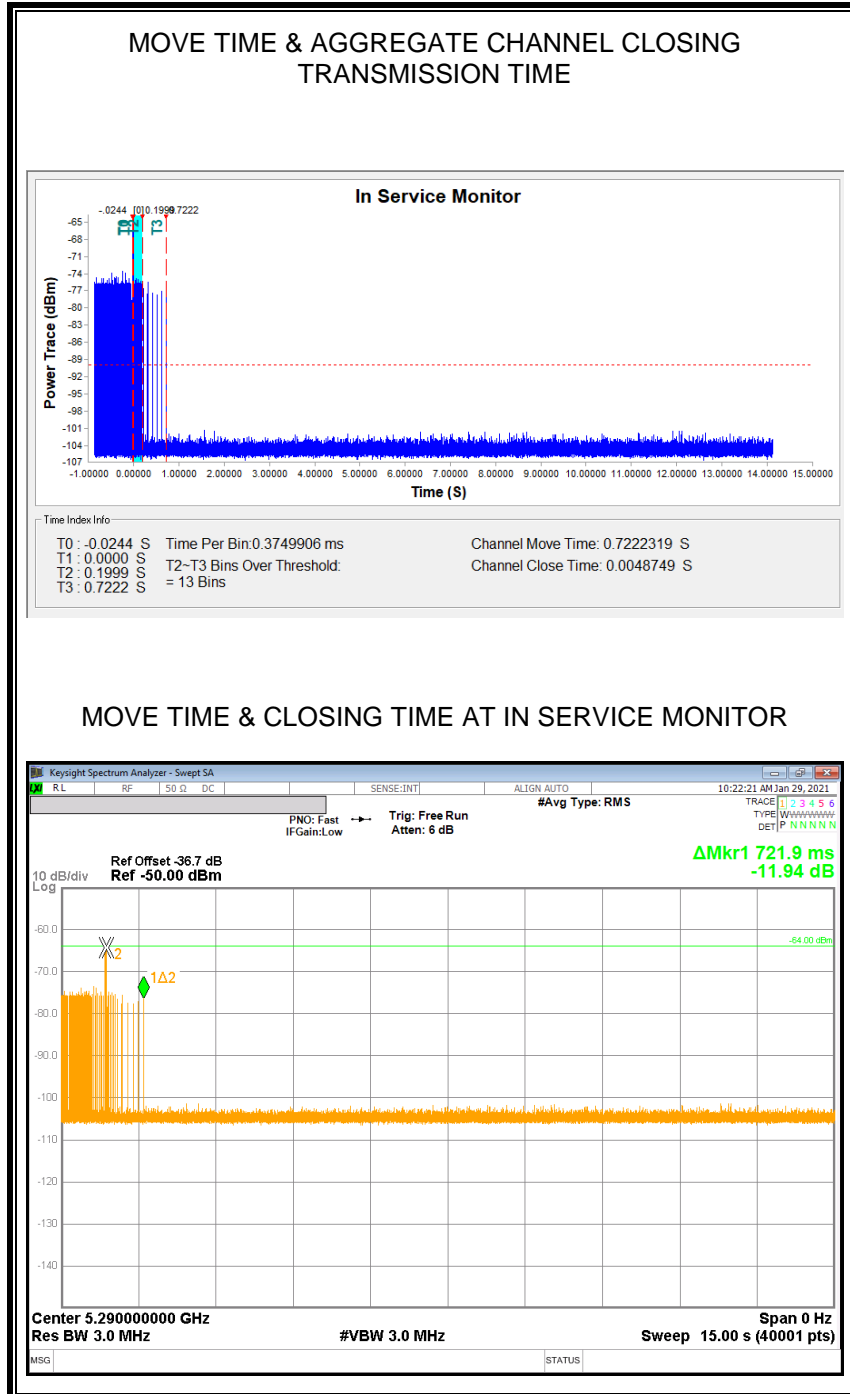 MOVE TIME & AGGREGATE CHANNEL CLOSING
TRANSMISSION TIME
In Service Monitor
-.0244
T3
Power Trace (dBm)
-65
-68
-71
-74
-77
-80
-83
-86
-89
-92
-95
-98
-101
-104
-107
-1.00000 0.00000 1.00000 2.00000 3.00000 4.00000 5.00000 6.00000 7.00000 8.00000 9.00000 10.00000 11.00000 12.00000 13.00000 14.00000 15.00000
Time (S)
Time Index Info
T0 : -0.0244 S Time Per Bin:0.3749906 ms Channel Move Time: 0.7222319 S
T1 : 0.0000 S
T2~T3 Bins Over Threshold: Channel Close Time: 0.0048749 S
T2 : 0.1999 S
= 13 Bins
T3 : 0.7222 S
MOVE TIME & CLOSING TIME AT IN SERVICE MONITOR
Keysight Spectrum Analyzer - Swept SA
LXI RL RF 50 Ω DC SENSE:INT ALIGN AUTO 10:22:21 AM Jan 29, 2021
#Avg Type: RMS
TRACE 1 2 3 4 5 6
PNO: Fast Trig: Free Run
TYPE WWWWWW
IFGain:Low Atten: 6 dB
DET P N N N N N
ΔMkr1 721.9 ms
-11.94 dB
Ref Offset -36.7 dB
10 dB/div Ref -50.00 dBm
Log
-60.0
-64.00 dBm
2
-70.0
1Δ2
-80.0
-90.0
-100
-110
-120
-130
-140
Center 5.290000000 GHz Span 0 Hz
Res BW 3.0 MHz #VBW 3.0 MHz Sweep 15.00 s (40001 pts)
MSG STATUS